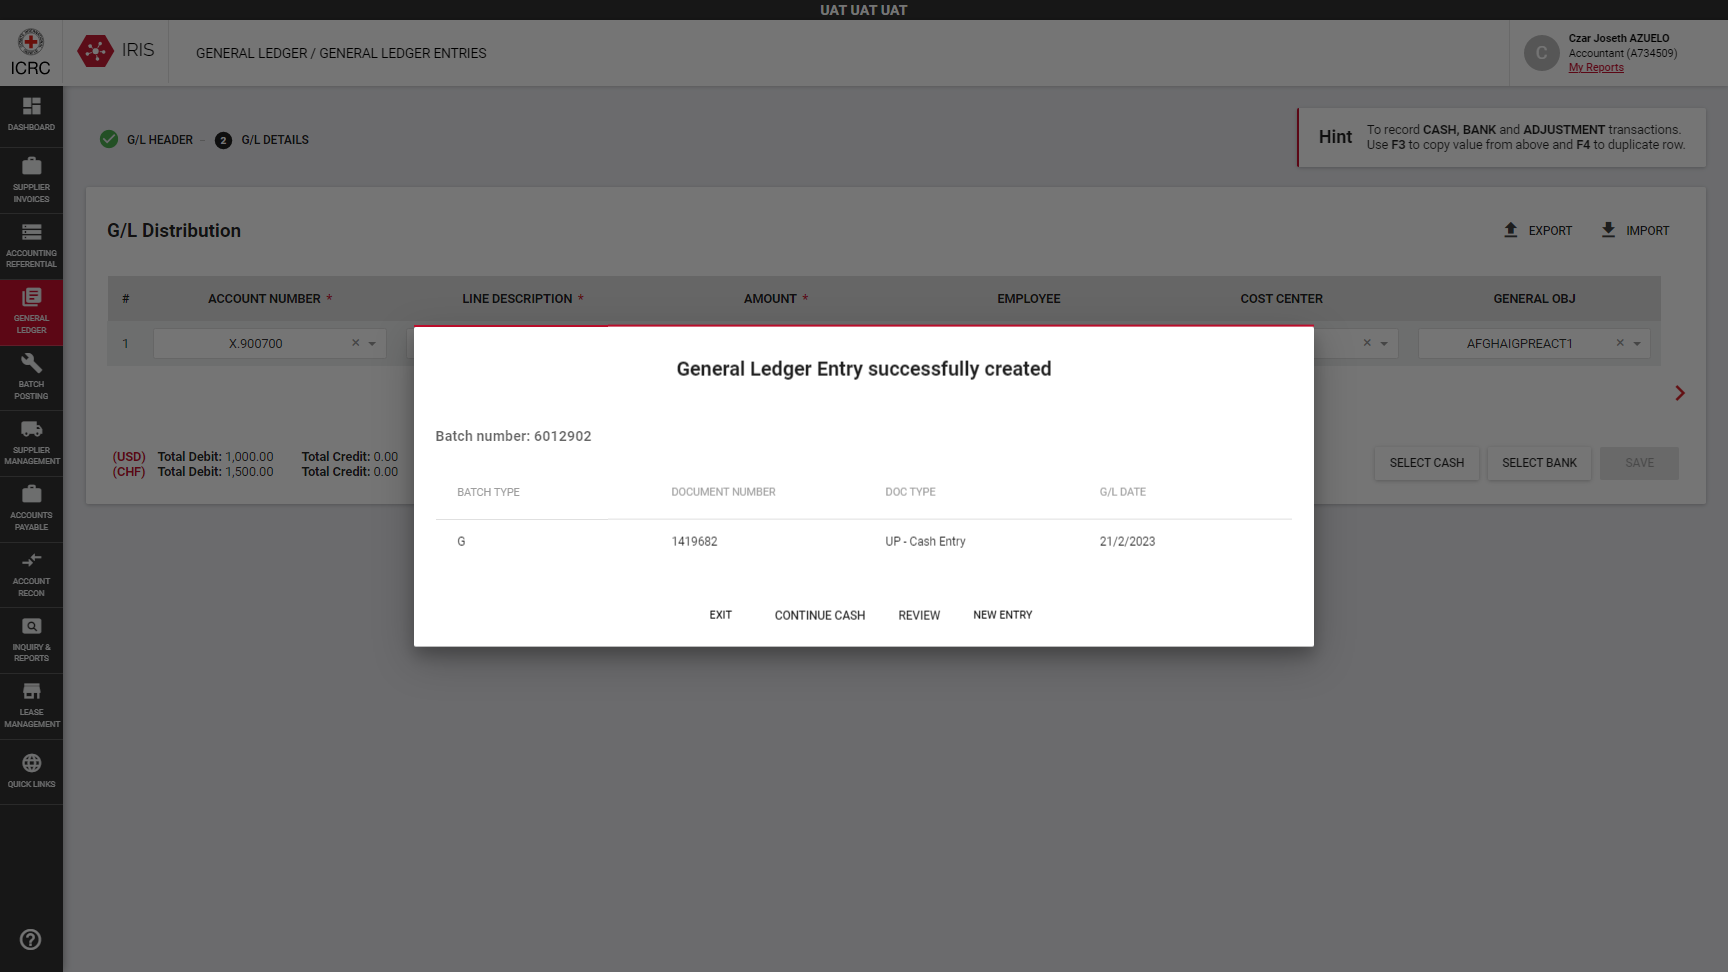 UAT UAT UAT
ICRC
IRIS
GENERAL LEDGER / GENERAL LEDGER ENTRIES
C
Czar Joseth AZUELO
Accountant (A734509)
My Reports
DASHBOARD
SUPPLIER
INVOICES
ACCOUNTING
REFERENTIAL
GENERAL
LEDGER
BATCH
POSTING
SUPPLIER
MANAGEMENT
ACCOUNTS
PAYABLE
ACCOUNT
RECON
INQUIRY &
REPORTS
LEASE
MANAGEMENT
QUICK LINKS
G/L HEADER
2 G/L DETAILS
Hint
To record CASH, BANK and ADJUSTMENT transactions.
Use F3 to copy value from above and F4 to duplicate row.
G/L Distribution
EXPORT
IMPORT
# ACCOUNT NUMBER * LINE DESCRIPTION * AMOUNT * EMPLOYEE COST CENTER GENERAL OBJ
1 X.900700 × × AFGHAIGPREACT1 ×
(USD) Total Debit: 1,000.00 Total Credit: 0.00
(CHF) Total Debit: 1,500.00 Total Credit: 0.00
SELECT CASH
SELECT BANK
SAVE
General Ledger Entry successfully created
Batch number: 6012902
BATCH TYPE DOCUMENT NUMBER DOC TYPE G/L DATE
G 1419682 UP - Cash Entry 21/2/2023
EXIT CONTINUE CASH REVIEW NEW ENTRY